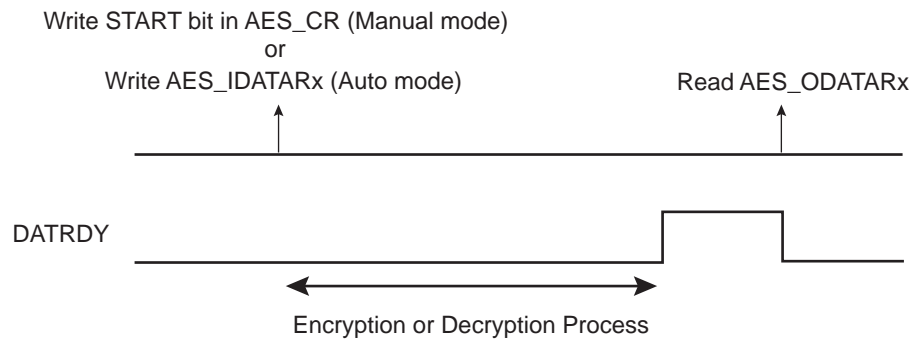 Write START bit in AES_CR (Manual mode)
or
Write AES_IDATARx (Auto mode)
Read AES_ODATARx
DATRDY
Encryption or Decryption Process